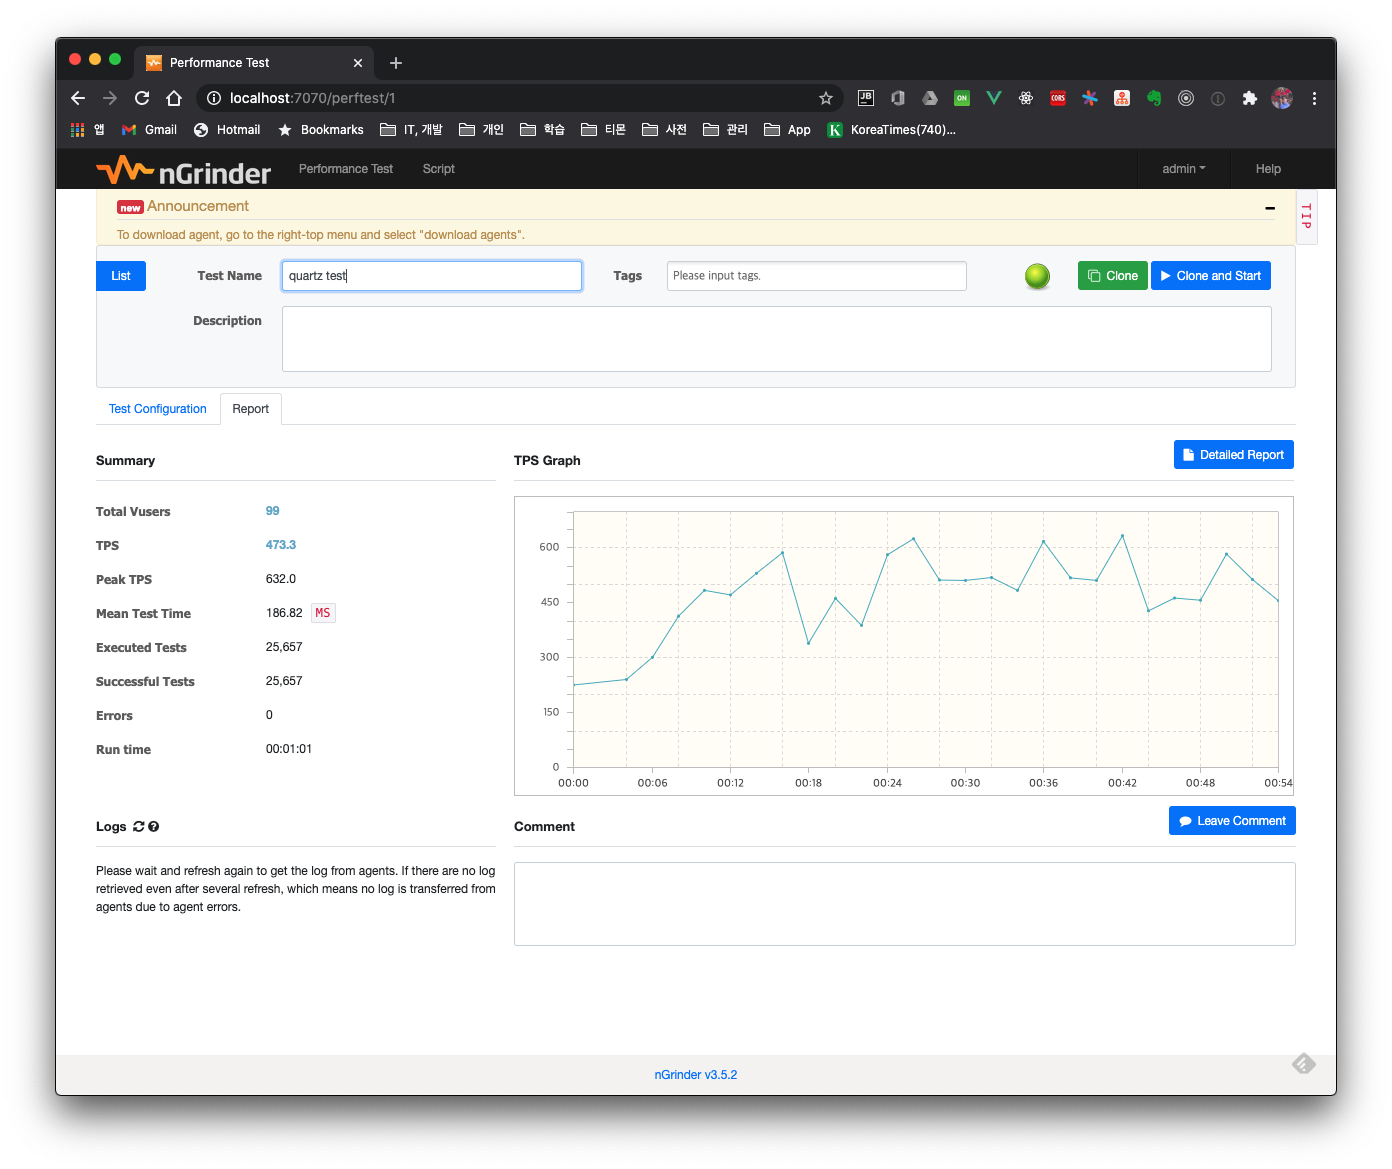 Performance Test
localhost:7070/perftest/1
JB
ON
CORS
앱 Gmail Hotmail Bookmarks IT, 개발 개인 학습 티몬 사전 관리 App K KoreaTimes(740)...
nGrinder Performance Test Script admin Help
new Announcement
TIP
To download agent, go to the right-top menu and select "download agents".
List Test Name quartz test Tags Please input tags. Clone Clone and Start
Description
Test Configuration Report
Summary
Total Vusers 99
TPS 473.3
Peak TPS 632.0
Mean Test Time 186.82 MS
Executed Tests 25,657
Successful Tests 25,657
Errors 0
Run time 00:01:01
TPS Graph Detailed Report
600
450
300
150
0
00:00 00:06 00:12 00:18 00:24 00:30 00:36 00:42 00:48 00:54
Logs
Please wait and refresh again to get the log from agents. If there are no log
retrieved even after several refresh, which means no log is transferred from
agents due to agent errors.
Comment Leave Comment
nGrinder v3.5.2